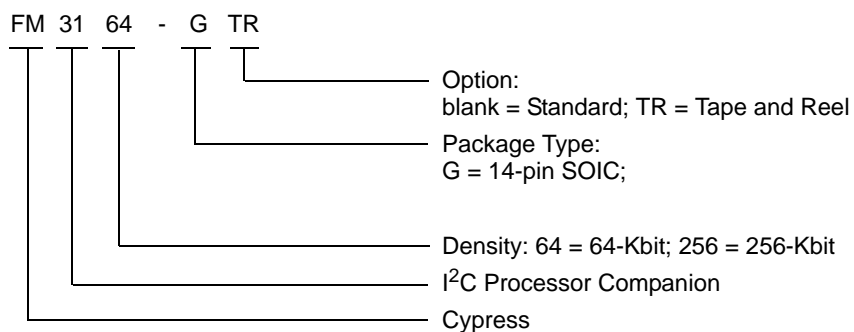 FM 31 64 - G TR
Option:
blank = Standard; TR = Tape and Reel
Package Type:
G = 14-pin SOIC;
Density: 64 = 64-Kbit; 256 = 256-Kbit
I²C Processor Companion
Cypress